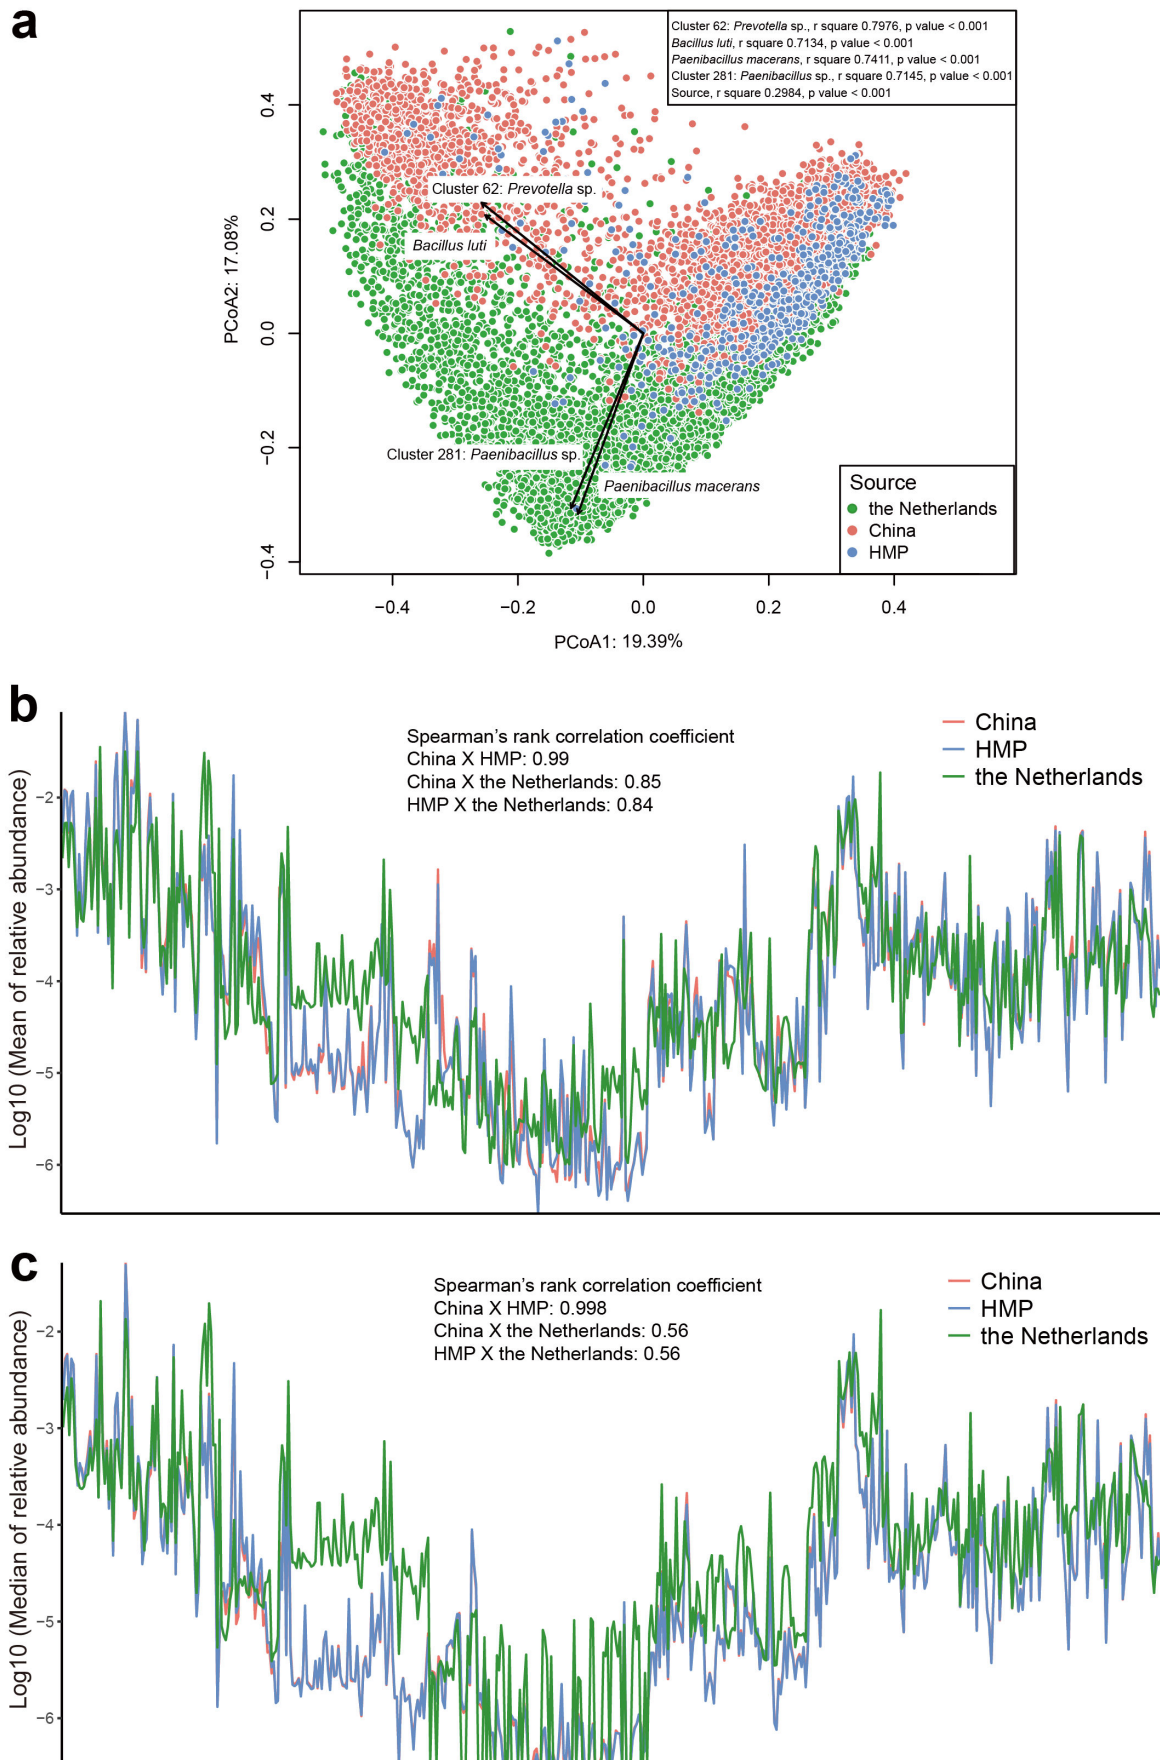 a
Cluster 62: Prevotella sp., r square 0.7976, p value < 0.001
Bacillus luti, r square 0.7134, p value < 0.001
Paenibacillus macerans, r square 0.7411, p value < 0.001
Cluster 281: Paenibacillus sp., r square 0.7145, p value < 0.001
Source, r square 0.2984, p value < 0.001
0.4
0.2
0.0
−0.2
−0.4
PCoA2: 17.08%
Cluster 62: Prevotella sp.
Bacillus luti
Cluster 281: Paenibacillus sp.
Paenibacillus macerans
Source
the Netherlands
China
HMP
−0.4 −0.2 0.0 0.2 0.4
PCoA1: 19.39%
b
Spearman’s rank correlation coefficient
China X HMP: 0.99
China X the Netherlands: 0.85
HMP X the Netherlands: 0.84
China
HMP
the Netherlands
Log10 (Mean of relative abundance)
−2
−3
−4
−5
−6
c
Spearman’s rank correlation coefficient
China X HMP: 0.998
China X the Netherlands: 0.56
HMP X the Netherlands: 0.56
China
HMP
the Netherlands
Log10 (Median of relative abundance)
−2
−3
−4
−5
−6